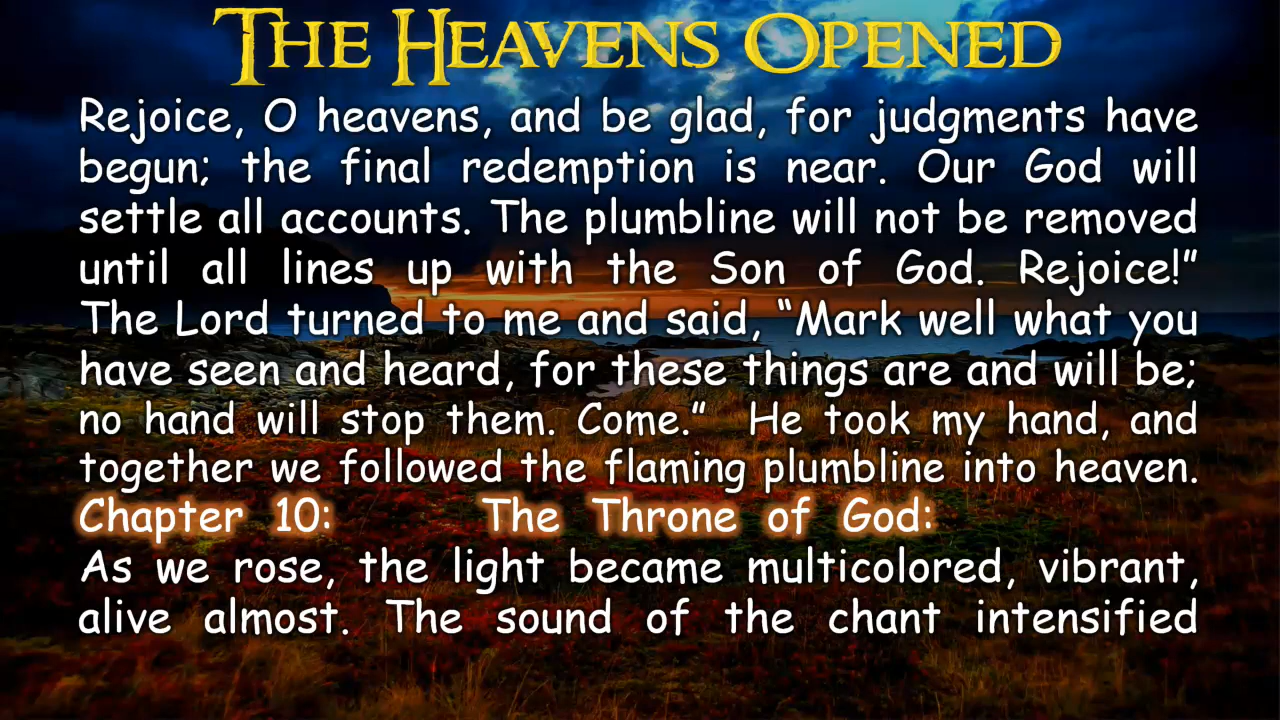 THE HEAVENS OPENED
Rejoice, O heavens, and be glad, for judgments have
begun; the final redemption is near. Our God will
settle all accounts. The plumbline will not be removed
until all lines up with the Son of God. Rejoice!”
The Lord turned to me and said, “Mark well what you
have seen and heard, for these things are and will be;
no hand will stop them. Come.” He took my hand, and
together we followed the flaming plumbline into heaven.
Chapter 10: The Throne of God:
As we rose, the light became multicolored, vibrant,
alive almost. The sound of the chant intensified